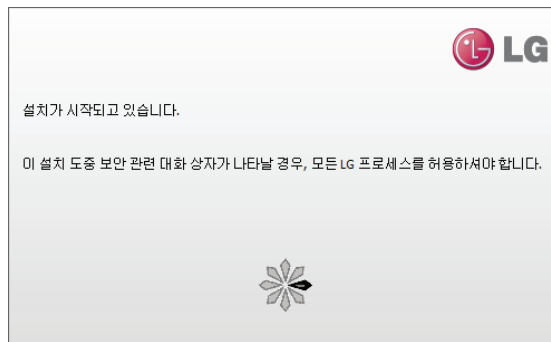 LG
설치가 시작되고 있습니다.
이 설치 도중 보안 관련 대화 상자가 나타날 경우, 모든 LG 프로세스를 허용하셔야 합니다.